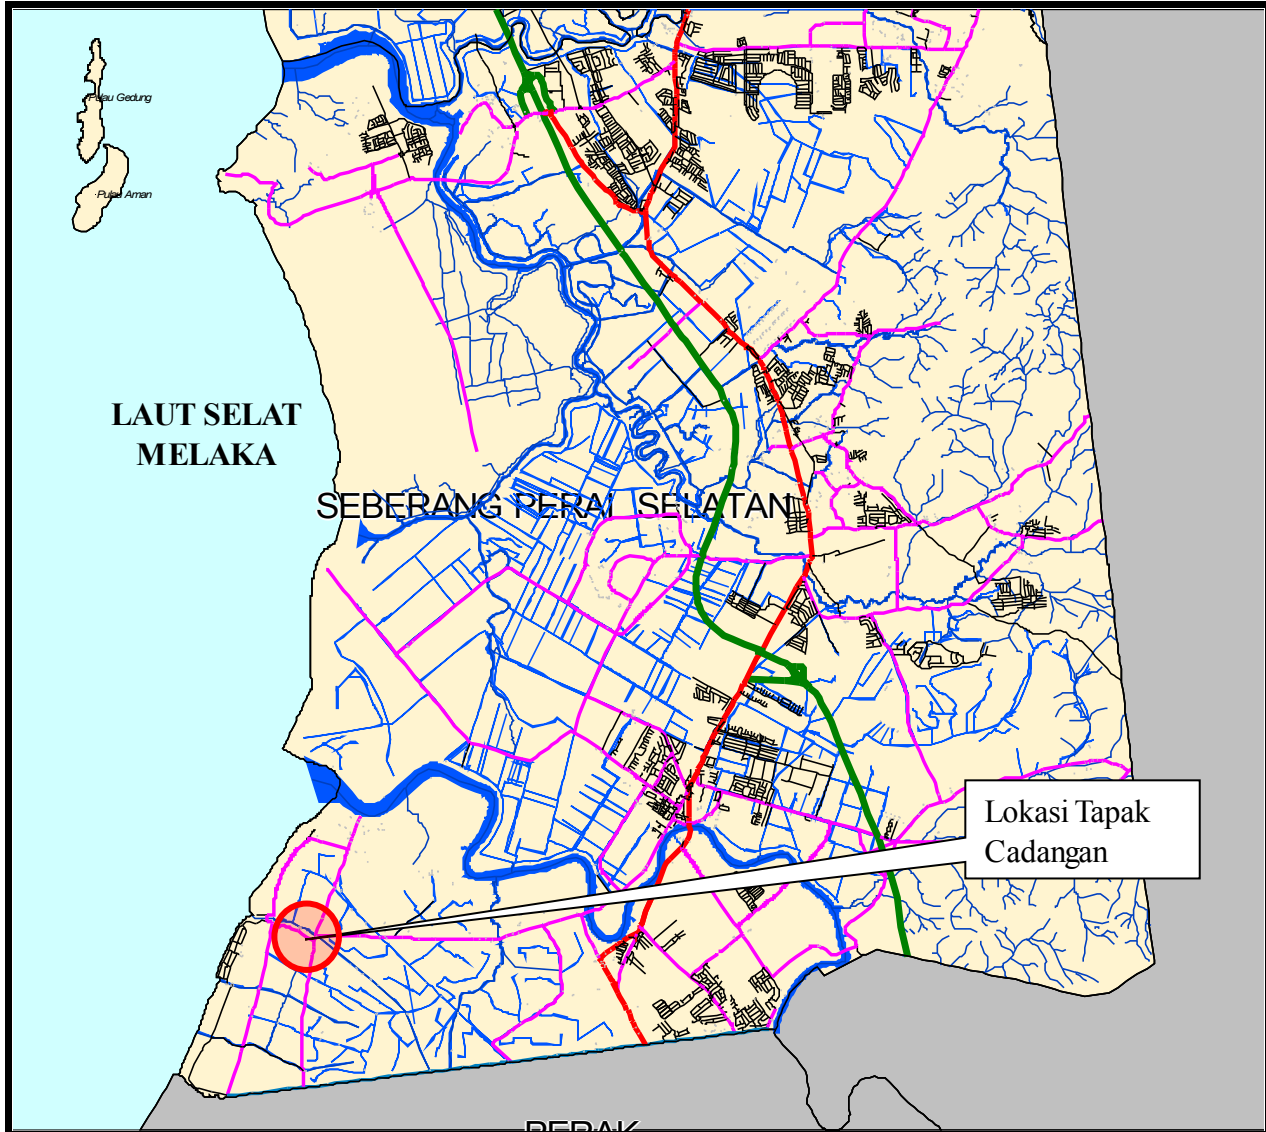 Pulau Gedung
Pulau Aman
LAUT SELAT
MELAKA
SEBERANG PERAI SELATAN
Lokasi Tapak
Cadangan
PERAK